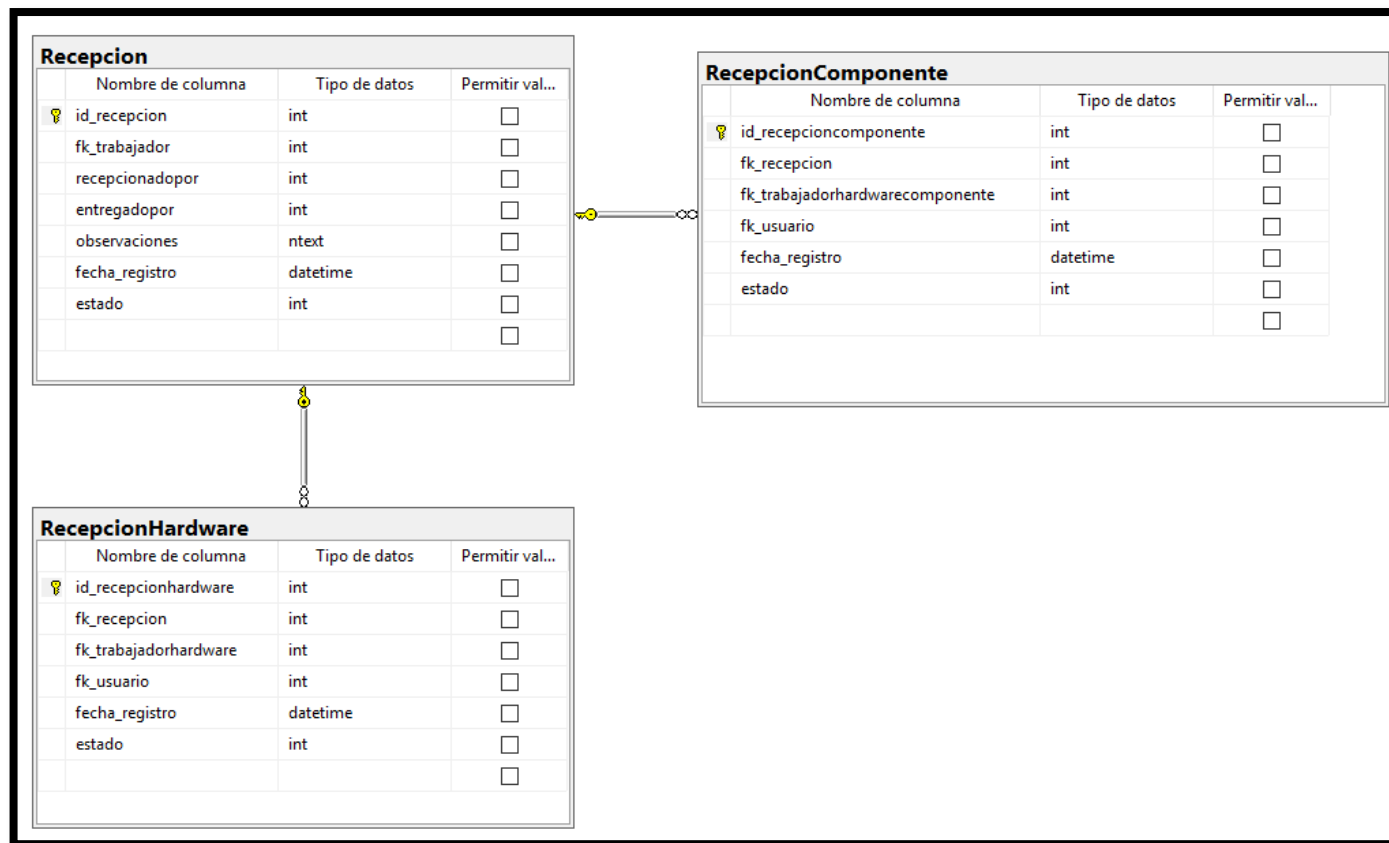 Recepcion
Nombre de columna Tipo de datos Permitir val...
id_recepcion int
fk_trabajador int
recepcionadopor int
entregadopor int
observaciones ntext
fecha_registro datetime
estado int
RecepcionComponente
Nombre de columna Tipo de datos Permitir val...
id_recepcioncomponente int
fk_recepcion int
fk_trabajadorhardwarecomponente int
fk_usuario int
fecha_registro datetime
estado int
RecepcionHardware
Nombre de columna Tipo de datos Permitir val...
id_recepcionhardware int
fk_recepcion int
fk_trabajadorhardware int
fk_usuario int
fecha_registro datetime
estado int